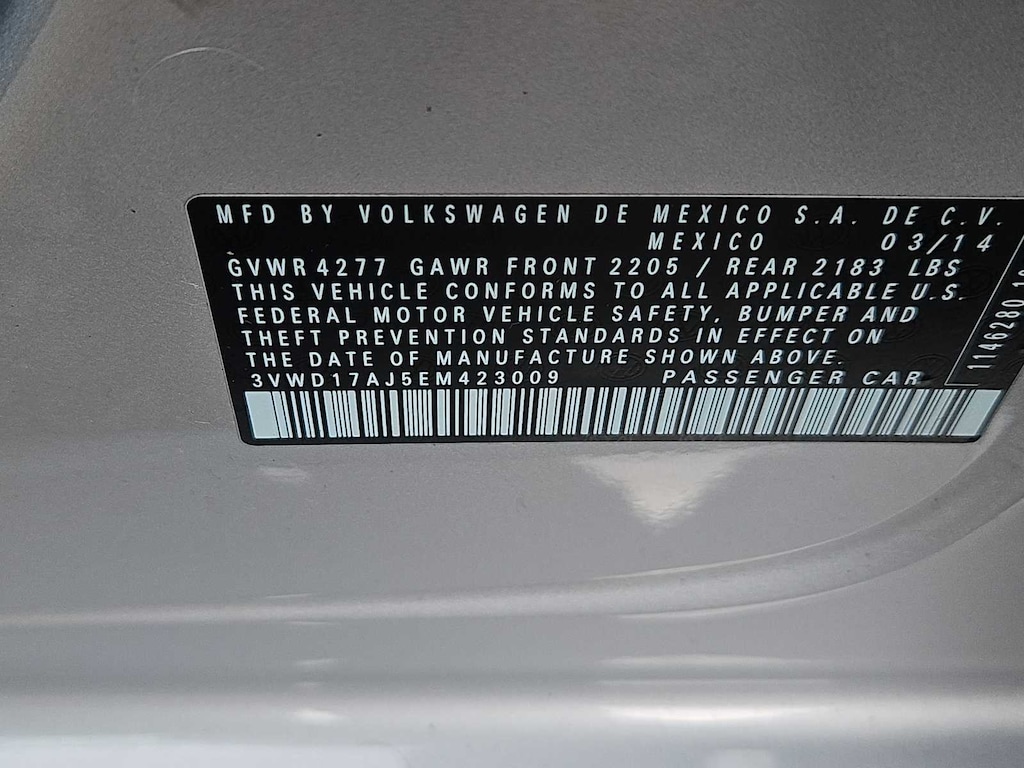 MFD BY VOLKSWAGEN DE MEXICO S.A. DE C.V.
MEXICO 03/14
GVWR 4277 GAWR FRONT 2205 / REAR 2183 LBS
THIS VEHICLE CONFORMS TO ALL APPLICABLE U.S.
FEDERAL MOTOR VEHICLE SAFETY, BUMPER AND
THEFT PREVENTION STANDARDS IN EFFECT ON
THE DATE OF MANUFACTURE SHOWN ABOVE.
3VWD17AJ5EM423009 PASSENGER CAR
1146280